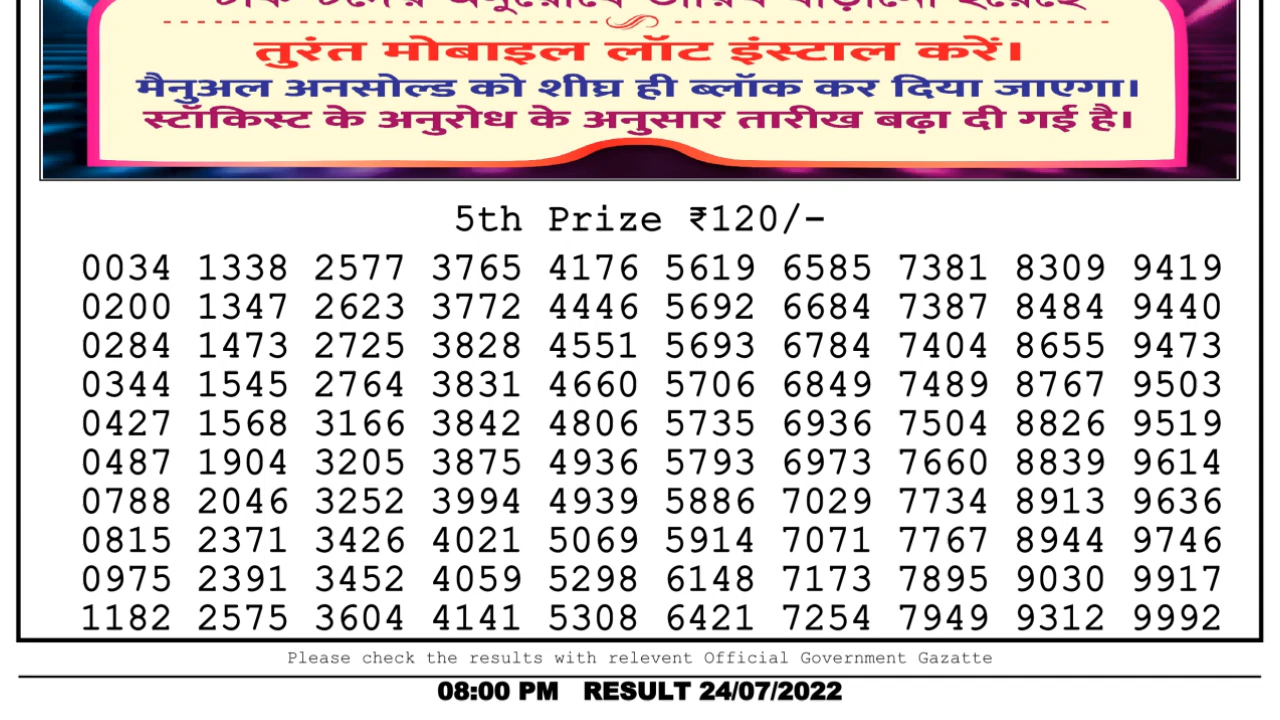 तुरंत मोबाइल लॉट इंस्टाल करें।
मैनुअल अनसोल्ड को शीघ्र ही ब्लॉक कर दिया जाएगा।
स्टॉकिस्ट के अनुरोध के अनुसार तारीख बढ़ा दी गई है।
5th Prize ₹120/-
0034 1338 2577 3765 4176 5619 6585 7381 8309 9419
0200 1347 2623 3772 4446 5692 6684 7387 8484 9440
0284 1473 2725 3828 4551 5693 6784 7404 8655 9473
0344 1545 2764 3831 4660 5706 6849 7489 8767 9503
0427 1568 3166 3842 4806 5735 6936 7504 8826 9519
0487 1904 3205 3875 4936 5793 6973 7660 8839 9614
0788 2046 3252 3994 4939 5886 7029 7734 8913 9636
0815 2371 3426 4021 5069 5914 7071 7767 8944 9746
0975 2391 3452 4059 5298 6148 7173 7895 9030 9917
1182 2575 3604 4141 5308 6421 7254 7949 9312 9992
Please check the results with relevent Official Government Gazatte
08:00 PM RESULT 24/07/2022